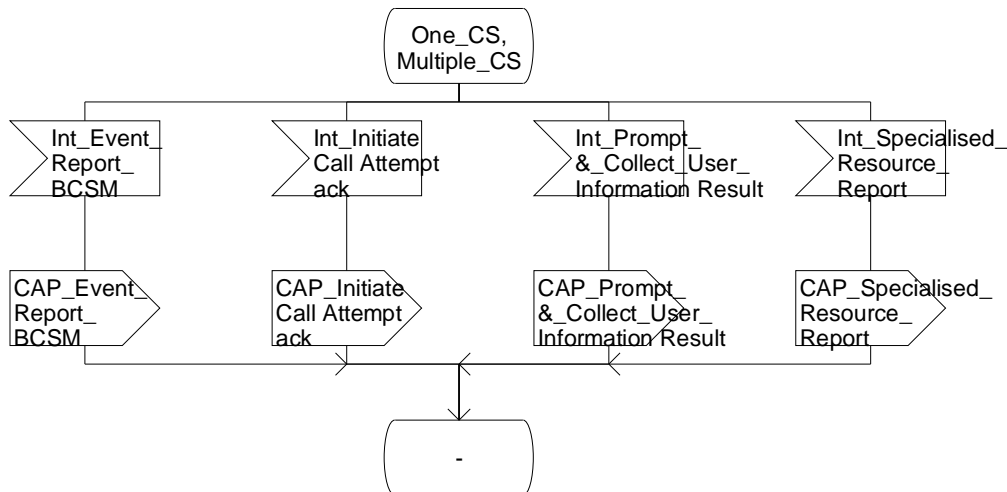 One_CS,
Multiple_CS
Int_Event_
Report_
BCSM
Int_Initiate
Call Attempt
ack
Int_Prompt_
&_Collect_User_
Information Result
Int_Specialised_
Resource_
Report
CAP_Event_
Report_
BCSM
CAP_Initiate
Call Attempt
ack
CAP_Prompt_
&_Collect_User_
Information Result
CAP_Specialised_
Resource_
Report
-